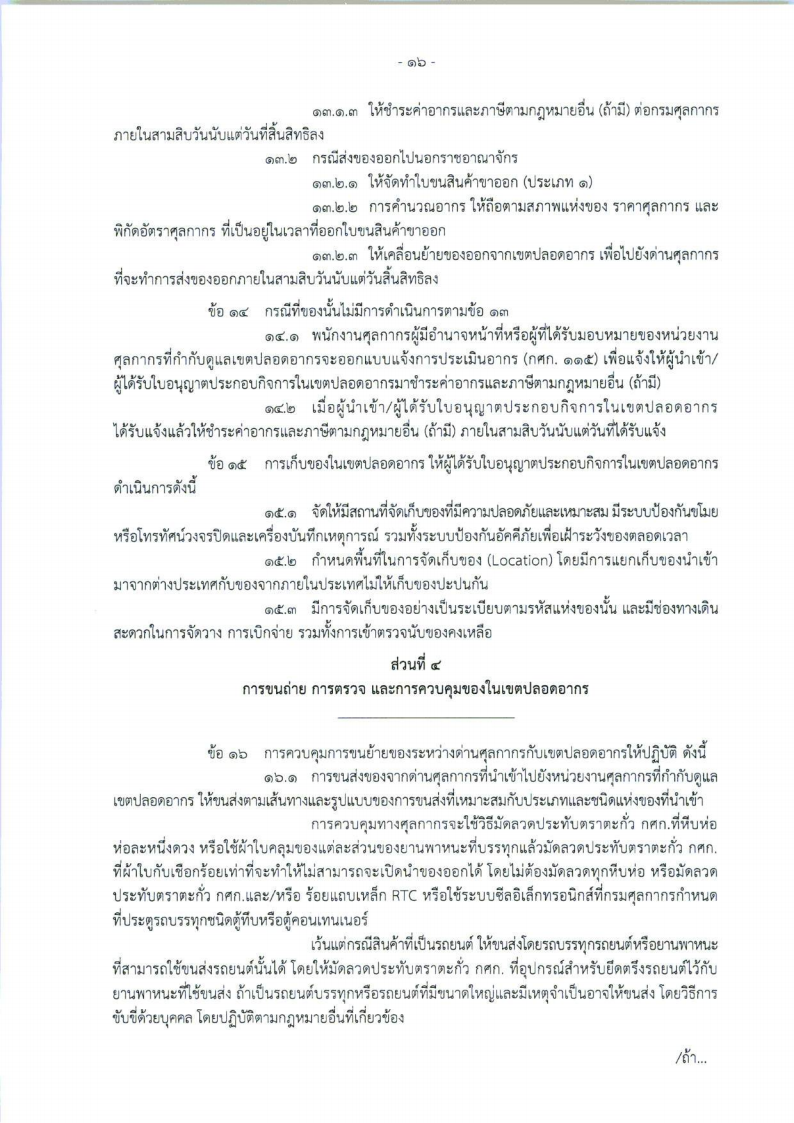 - ๑๖ -
๑๓.๑.๓ ให้ชำระค่าอากรและภาษีตามกฎหมายอื่น (ถ้ามี) ต่อกรมศุลกากร
ภายในสามสิบวันนับแต่วันที่สิ้นสิทธิลง
๑๓.๒ กรณีส่งของออกไปนอกราชอาณาจักร
๑๓.๒.๑ ให้จัดทำใบขนสินค้าขาออก (ประเภท ๑)
๑๓.๒.๒ การคำนวณอากร ให้ถือตามสภาพแห่งของ ราคาศุลกากร และ
พิกัดอัตราศุลกากร ที่เป็นอยู่ในเวลาที่ออกใบขนสินค้าขาออก
๑๓.๒.๓ ให้เคลื่อนย้ายของออกจากเขตปลอดอากร เพื่อไปยังด่านศุลกากร
ที่จะทำการส่งของออกภายในสามสิบวันนับแต่วันสิ้นสิทธิลง
ข้อ ๑๔ กรณีที่ของนั้นไม่มีการดำเนินการตามข้อ ๑๓
๑๔.๑ พนักงานศุลกากรผู้มีอำนาจหน้าที่หรือผู้ที่ได้รับมอบหมายของหน่วยงาน
ศุลกากรที่กำกับดูแลเขตปลอดอากรจะออกแบบแจ้งการประเมินอากร (กศก. ๑๑๕) เพื่อแจ้งให้ผู้นำเข้า/
ผู้ได้รับใบอนุญาตประกอบกิจการในเขตปลอดอากรมาชำระค่าอากรและภาษีตามกฎหมายอื่น (ถ้ามี)
๑๔.๒ เมื่อผู้นำเข้า/ผู้ได้รับใบอนุญาตประกอบกิจการในเขตปลอดอากร
ได้รับแจ้งแล้วให้ชำระค่าอากรและภาษีตามกฎหมายอื่น (ถ้ามี) ภายในสามสิบวันนับแต่วันที่ได้รับแจ้ง
ข้อ ๑๕ การเก็บของในเขตปลอดอากร ให้ผู้ได้รับใบอนุญาตประกอบกิจการในเขตปลอดอากร
ดำเนินการดังนี้
๑๕.๑ จัดให้มีสถานที่จัดเก็บของที่มีความปลอดภัยและเหมาะสม มีระบบป้องกันขโมย
หรือโทรทัศน์วงจรปิดและเครื่องบันทึกเหตุการณ์ รวมทั้งระบบป้องกันอัคคีภัยเพื่อเฝ้าระวังของตลอดเวลา
๑๕.๒ กำหนดพื้นที่ในการจัดเก็บของ (Location) โดยมีการแยกเก็บของนำเข้า
มาจากต่างประเทศกับของจากภายในประเทศไม่ให้เก็บของปะปนกัน
๑๕.๓ มีการจัดเก็บของอย่างเป็นระเบียบตามรหัสแห่งของนั้น และมีช่องทางเดิน
สะดวกในการจัดวาง การเบิกจ่าย รวมทั้งการเข้าตรวจนับของคงเหลือ
ส่วนที่ ๔
การขนถ่าย การตรวจ และการควบคุมของในเขตปลอดอากร
ข้อ ๑๖ การควบคุมการขนย้ายของระหว่างด่านศุลกากรกับเขตปลอดอากรให้ปฏิบัติ ดังนี้
๑๖.๑ การขนส่งของจากด่านศุลกากรที่นำเข้าไปยังหน่วยงานศุลกากรที่กำกับดูแล
เขตปลอดอากร ให้ขนส่งตามเส้นทางและรูปแบบของการขนส่งที่เหมาะสมกับประเภทและชนิดแห่งของที่นำเข้า
การควบคุมทางศุลกากรจะใช้วิธีมัดลวดประทับตราตะกั่ว กศก.ที่หีบห่อ
ห่อละหนึ่งดวง หรือใช้ผ้าใบคลุมของแต่ละส่วนของยานพาหนะที่บรรทุกแล้วมัดลวดประทับตราตะกั่ว กศก.
ที่ผ้าใบกับเชือกร้อยเท่าที่จะทำให้ไม่สามารถจะเปิดนำของออกได้ โดยไม่ต้องมัดลวดทุกหีบห่อ หรือมัดลวด
ประทับตราตะกั่ว กศก.และ/หรือ ร้อยแถบเหล็ก RTC หรือใช้ระบบซีลอิเล็กทรอนิกส์ที่กรมศุลกากรกำหนด
ที่ประตูรถบรรทุกชนิดตู้ทึบหรือตู้คอนเทนเนอร์
เว้นแต่กรณีสินค้าที่เป็นรถยนต์ ให้ขนส่งโดยรถบรรทุกรถยนต์หรือยานพาหนะ
ที่สามารถใช้ขนส่งรถยนต์นั้นได้ โดยให้มัดลวดประทับตราตะกั่ว กศก. ที่อุปกรณ์สำหรับยึดตรึงรถยนต์ไว้กับ
ยานพาหนะที่ใช้ขนส่ง ถ้าเป็นรถยนต์บรรทุกหรือรถยนต์ที่มีขนาดใหญ่และมีเหตุจำเป็นอาจให้ขนส่ง โดยวิธีการ
ขับขี่ด้วยบุคคล โดยปฏิบัติตามกฎหมายอื่นที่เกี่ยวข้อง
/ถ้า...